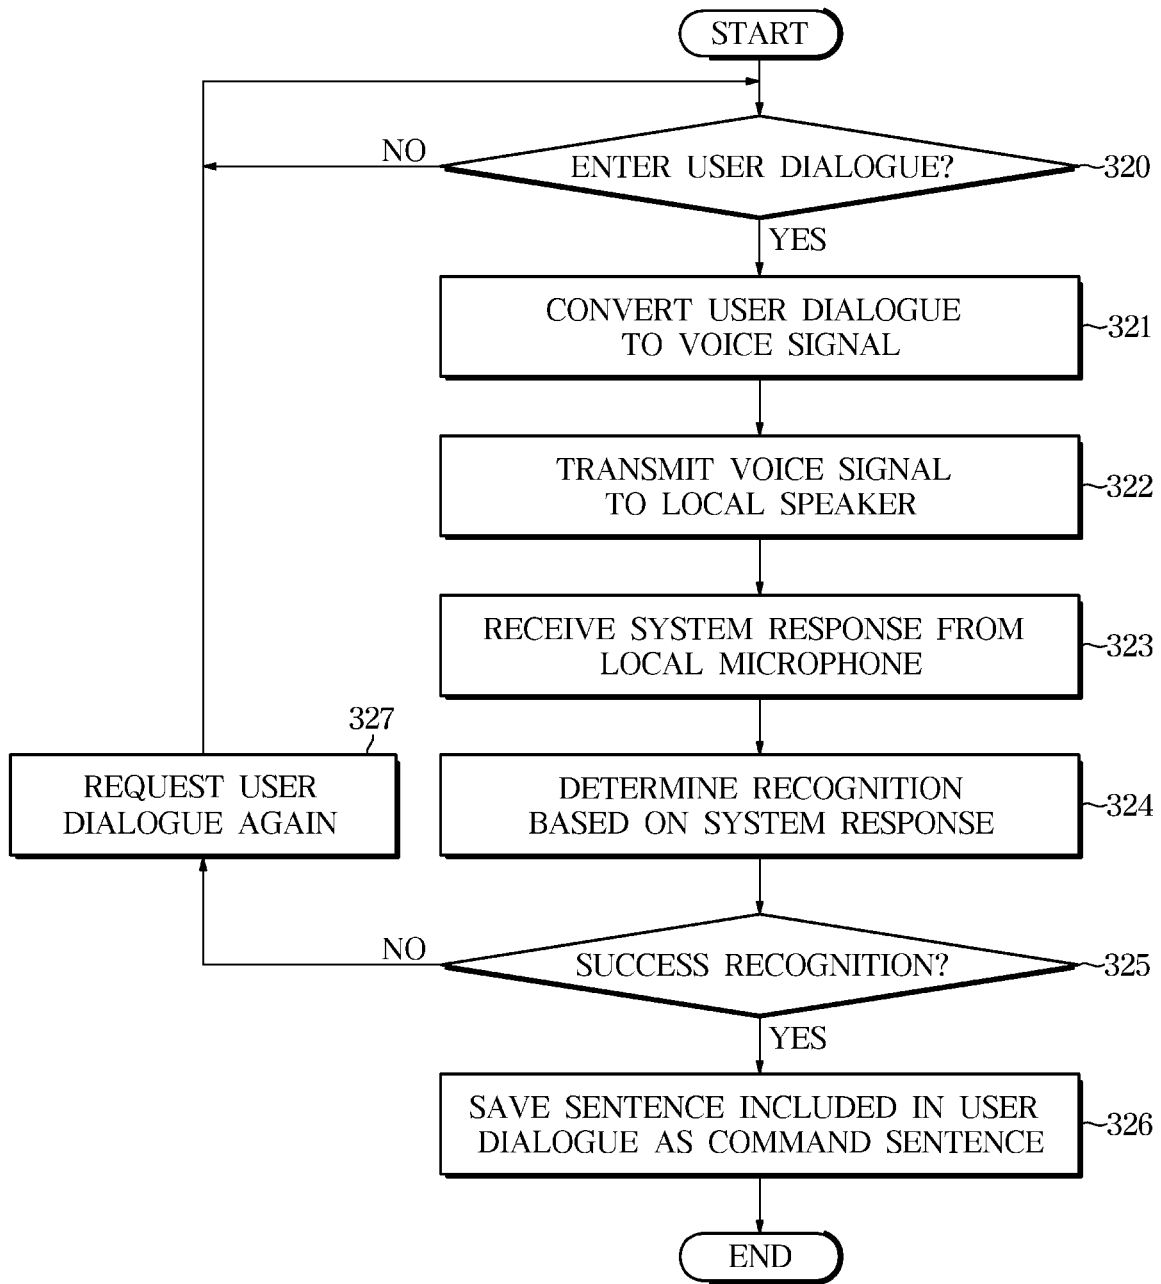 START
NO
ENTER USER DIALOGUE?
320
YES
CONVERT USER DIALOGUE
TO VOICE SIGNAL
321
TRANSMIT VOICE SIGNAL
TO LOCAL SPEAKER
322
RECEIVE SYSTEM RESPONSE FROM
LOCAL MICROPHONE
323
327
REQUEST USER
DIALOGUE AGAIN
DETERMINE RECOGNITION
BASED ON SYSTEM RESPONSE
324
NO
SUCCESS RECOGNITION?
325
YES
SAVE SENTENCE INCLUDED IN USER
DIALOGUE AS COMMAND SENTENCE
326
END